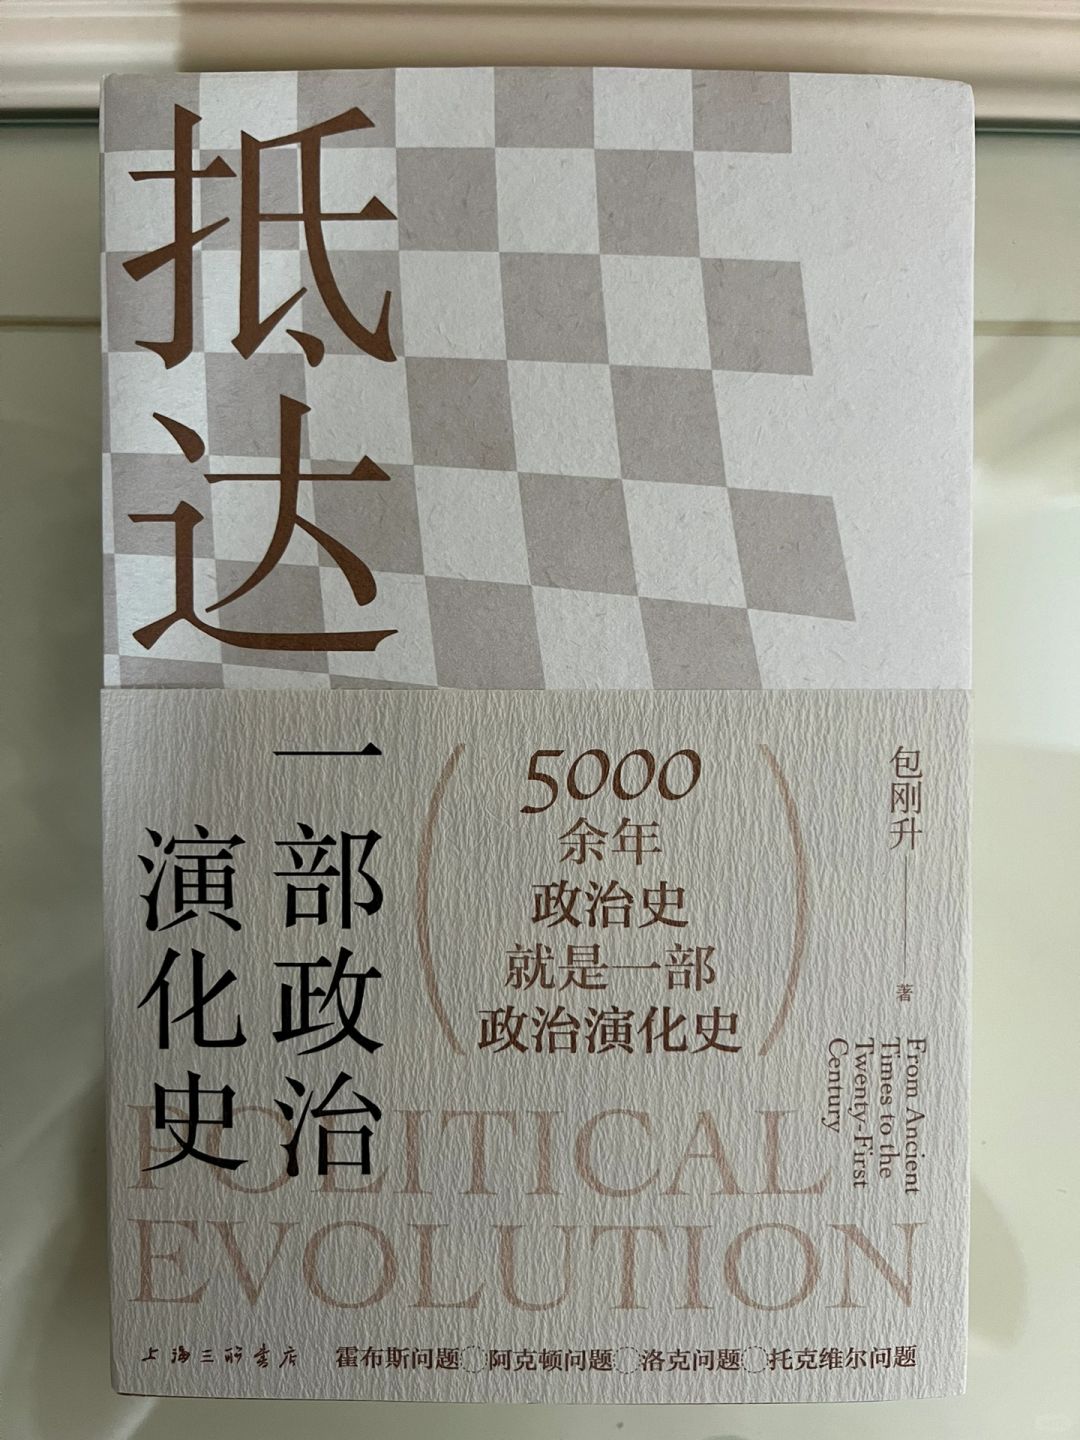 抵达
一部政治
演化史
5000
余年
政治史
就是一部
政治演化史
包刚升
著
From Ancient
Times to the
Twenty-First
Century
POLITICAL
EVOLUTION
上海三联书店
霍布斯问题 阿克顿问题 洛克问题 托克维尔问题